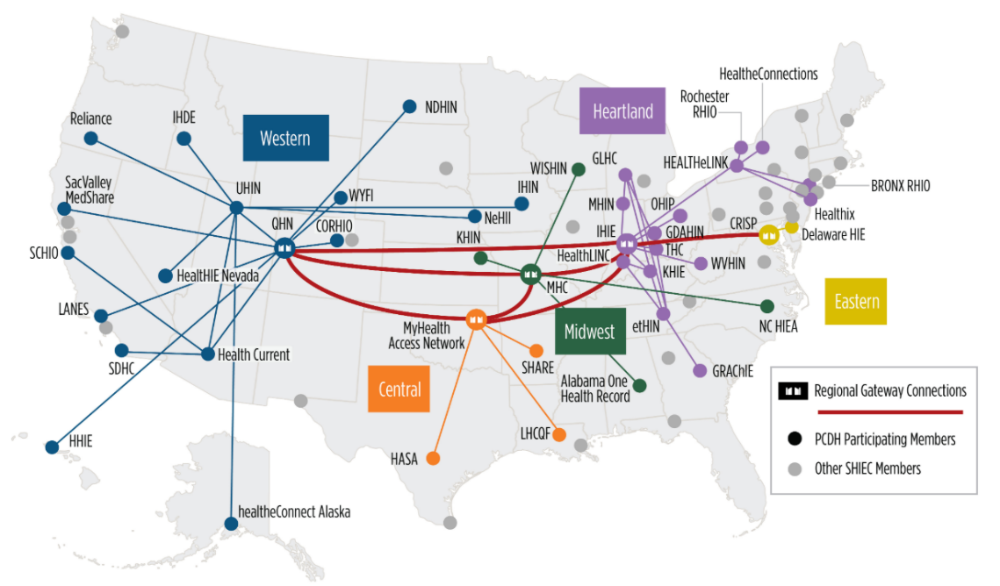 HealtheConnections
Rochester
RHIO
NDHIN
Heartland
Reliance
IHDE
Western
GLHC
HEALTHeLINK
WISHIN
SacValley
MedShare
UHIN
WYFI
IHIN
MHIN
OHIP
BRONX RHIO
NeHII
QHN
CORHIO
KHIN
IHIE
GDAHIN
CRISP
Healthix
Delaware HIE
SCHIO
HealthLINC
THC
WVHIN
HealtHIE Nevada
MHC
KHIE
Eastern
LANES
MyHealth
Access Network
Midwest
etHIN
NC HIEA
SDHC
Health Current
SHARE
GRAChIE
Central
Alabama One
Health Record
Regional Gateway Connections
HHIE
LHCQF
PCDH Participating Members
HASA
Other SHIEC Members
healtheConnect Alaska